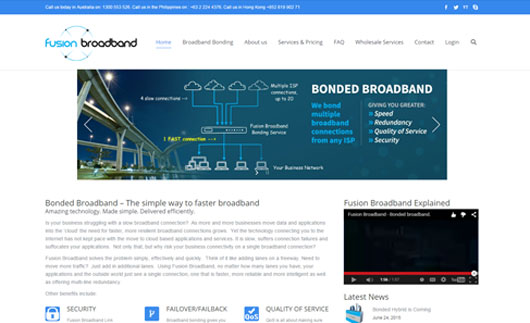 Call us today in Australia on: 1300 553 526. Call us in the Philippines on : +63 2 224 4376. Call us in Hong Kong +852 818 002 71
fusion broadband
Home Broadband Bonding About us Services & Pricing FAQ Wholesale Services Contact Login
4 slow connections
Multiple ISP connections, up to 20
Fusion Broadband Bonding Service
1 FAST connection
Your Business Network
BONDED BROADBAND
We bond
multiple
broadband
connections
from any ISP
GIVING YOU GREATER:
Speed
Redundancy
Quality of Service
Security
Bonded Broadband – The simple way to faster broadband
Amazing technology. Made simple. Delivered efficiently.
Is your business struggling with a slow broadband connection? As more and more businesses move data and applications
into the 'cloud' the need for faster, more resilient broadband connections grows. Yet the technology connecting you to the
internet has not kept pace with the move to cloud based applications and services. It is slow, suffers connection failures and
suffocates your applications. Not only that, but why risk your business connectivity on a single broadband connection?
Fusion Broadband solves the problem simply, effectively and quickly. Think of it like adding lanes on a freeway. Need to
move more traffic? Just add in additional lanes. Using Fusion Broadband, no matter how many lanes you have, your
applications and the outside world just see a single connection, one that is faster, more reliable and more intelligent as well
as offering multi-link redundancy.
Other benefits include:
SECURITY
Fusion Broadband Link
FAILOVER/FAILBACK
Broadband bonding gives you
QoS
QUALITY OF SERVICE
QoS is all about making sure
Fusion Broadband Explained
Fusion Broadband - Bonded broadband.
YouTube
Latest News
Bonded Hybrid is Coming
June 24, 2015